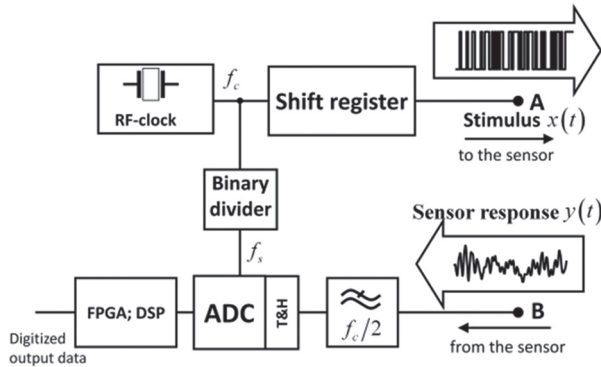 f_c
RF-clock
Shift register
A
Stimulus x(t)
to the sensor
Binary
divider
Sensor response y(t)
f_s
FPGA; DSP
ADC
T&H
f_c/2
B
from the sensor
Digitized
output data